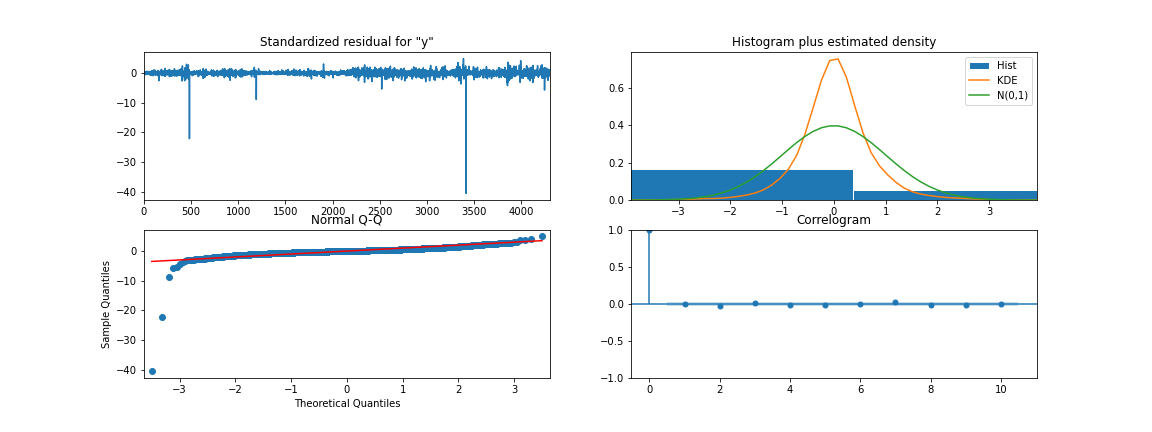 Standardized residual for "y"
0
−10
−20
−30
−40
0 500 1000 1500 2000 2500 3000 3500 4000
Histogram plus estimated density
Hist
KDE
N(0,1)
0.6
0.4
0.2
0.0
−3 −2 −1 0 1 2 3
Normal Q-Q
Sample Quantiles
0
−10
−20
−30
−40
−3 −2 −1 0 1 2 3
Theoretical Quantiles
Correlogram
1.0
0.5
0.0
−0.5
−1.0
0 2 4 6 8 10